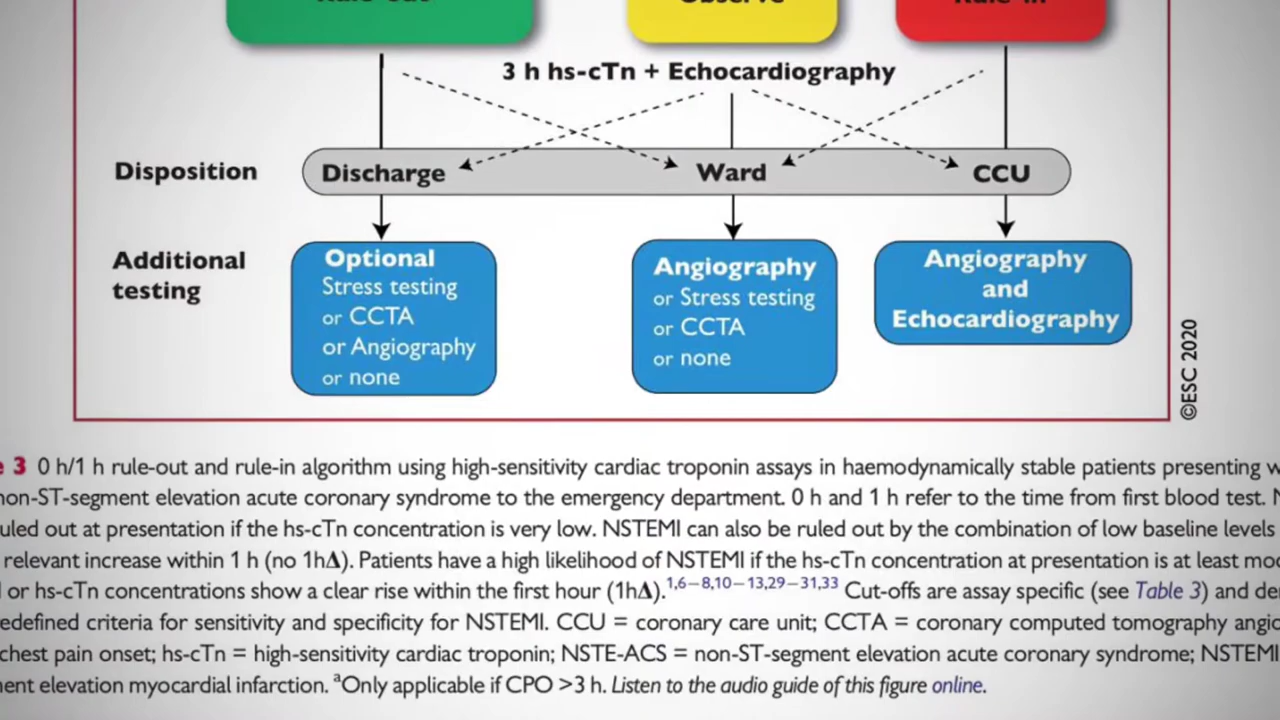 3 h hs-cTn + Echocardiography
Disposition
Discharge
Ward
CCU
Additional
testing
Optional
Stress testing
or CCTA
or Angiography
or none
Angiography
or Stress testing
or CCTA
or none
Angiography
and
Echocardiography
©ESC 2020
3 0 h/1 h rule-out and rule-in algorithm using high-sensitivity cardiac troponin assays in haemodynamically stable patients presenting
non-ST-segment elevation acute coronary syndrome to the emergency department. 0 h and 1 h refer to the time from first blood test.
out at presentation if the hs-cTn concentration is very low. NSTEMI can also be ruled out by the combination of low baseline levels
relevant increase within 1 h (no 1hΔ). Patients have a high likelihood of NSTEMI if the hs-cTn concentration at presentation is at least
or hs-cTn concentrations show a clear rise within the first hour (1hΔ).1,6–8,10–13,29–31,33 Cut-offs are assay specific (see Table 3) and
criteria for sensitivity and specificity for NSTEMI. CCU = coronary care unit; CCTA = coronary computed tomography
chest pain onset; hs-cTn = high-sensitivity cardiac troponin; NSTE-ACS = non-ST-segment elevation acute coronary syndrome; NSTEMI
elevation myocardial infarction. aOnly applicable if CPO >3 h. Listen to the audio guide of this figure online.